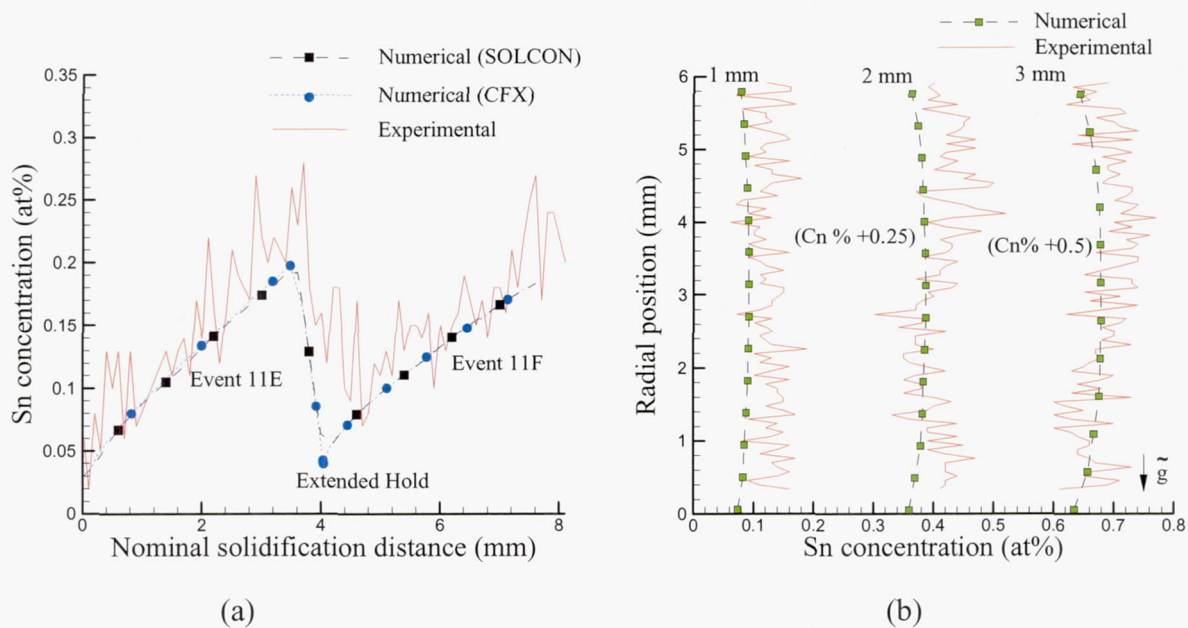 Numerical (SOLCON)
Numerical (CFX)
Experimental
0.35
0.3
0.25
0.2
0.15
0.1
0.05
0
Sn concentration (at%)
Event 11E
Event 11F
Extended Hold
0 2 4 6 8
Nominal solidification distance (mm)
(a)
Numerical
Experimental
1 mm 2 mm 3 mm
6
5
4
3
2
1
0
Radial position (mm)
(Cn % +0.25)
(Cn% +0.5)
g̃
0.1 0.2 0.3 0.4 0.5 0.6 0.7 0.8
Sn concentration (at%)
(b)